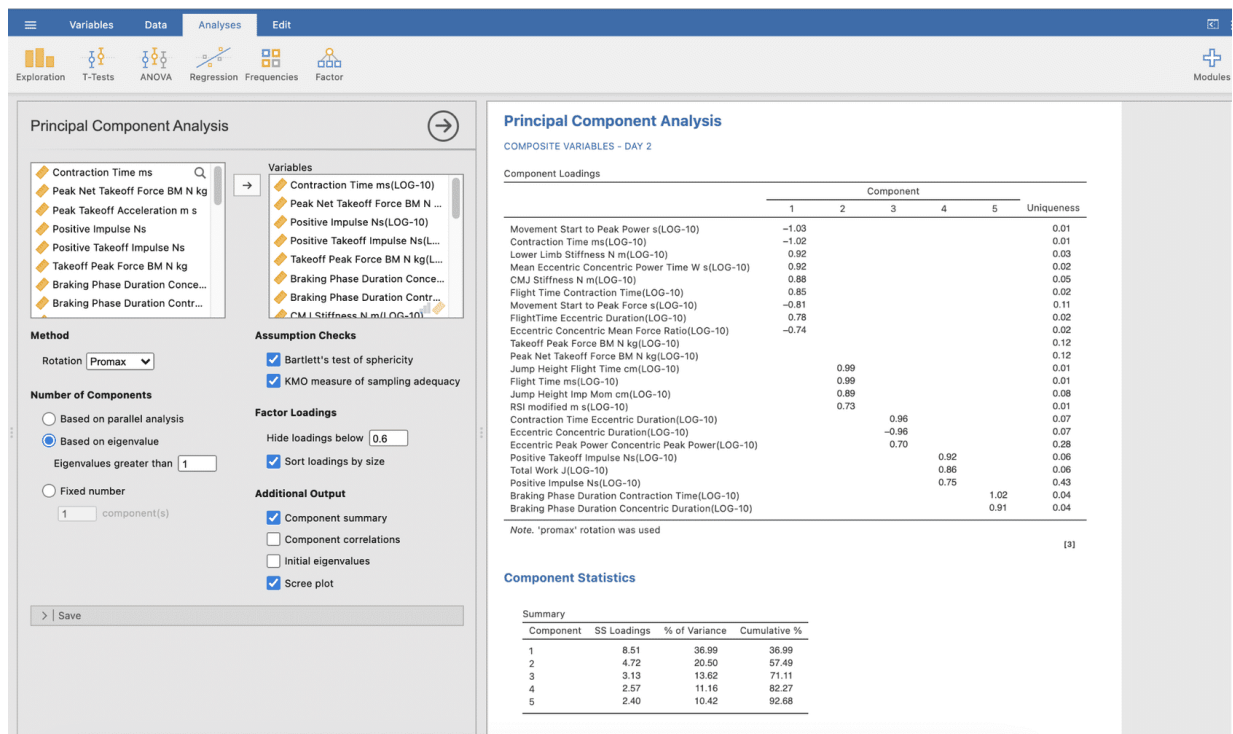 Variables Data Analyses Edit
Exploration T-Tests ANOVA Regression Frequencies Factor Modules
Principal Component Analysis
Contraction Time ms
Peak Net Takeoff Force BM N kg
Peak Takeoff Acceleration m s
Positive Impulse Ns
Positive Takeoff Impulse Ns
Takeoff Peak Force BM N kg
Braking Phase Duration Conce...
Braking Phase Duration Contr...
Variables
Contraction Time ms(LOG-10)
Peak Net Takeoff Force BM N ...
Positive Impulse Ns(LOG-10)
Positive Takeoff Impulse Ns(L...
Takeoff Peak Force BM N kg(L...
Braking Phase Duration Conce...
Braking Phase Duration Contr...
CMJ Stiffness N m(LOG-10)
Method
Rotation Promax
Number of Components
Based on parallel analysis
Based on eigenvalue
Eigenvalues greater than 1
Fixed number
1 component(s)
Assumption Checks
Bartlett's test of sphericity
KMO measure of sampling adequacy
Factor Loadings
Hide loadings below 0.6
Sort loadings by size
Additional Output
Component summary
Component correlations
Initial eigenvalues
Scree plot
> | Save
Principal Component Analysis
COMPOSITE VARIABLES - DAY 2
Component Loadings
Component
1 2 3 4 5 Uniqueness
Movement Start to Peak Power s(LOG-10) −1.03 0.01
Contraction Time ms(LOG-10) −1.02 0.01
Lower Limb Stiffness N m(LOG-10) 0.92 0.03
Mean Eccentric Concentric Power Time W s(LOG-10) 0.92 0.02
CMJ Stiffness N m(LOG-10) 0.88 0.05
Flight Time Contraction Time(LOG-10) 0.85 0.02
Movement Start to Peak Force s(LOG-10) −0.81 0.11
FlightTime Eccentric Duration(LOG-10) 0.78 0.02
Eccentric Concentric Mean Force Ratio(LOG-10) −0.74 0.02
Takeoff Peak Force BM N kg(LOG-10) 0.12
Peak Net Takeoff Force BM N kg(LOG-10) 0.12
Jump Height Flight Time cm(LOG-10) 0.99 0.01
Flight Time ms(LOG-10) 0.99 0.01
Jump Height Imp Mom cm(LOG-10) 0.89 0.08
RSI modified m s(LOG-10) 0.73 0.01
Contraction Time Eccentric Duration(LOG-10) 0.96 0.07
Eccentric Concentric Duration(LOG-10) −0.96 0.07
Eccentric Peak Power Concentric Peak Power(LOG-10) 0.70 0.28
Positive Takeoff Impulse Ns(LOG-10) 0.92 0.06
Total Work J(LOG-10) 0.86 0.06
Positive Impulse Ns(LOG-10) 0.75 0.43
Braking Phase Duration Contraction Time(LOG-10) 1.02 0.04
Braking Phase Duration Concentric Duration(LOG-10) 0.91 0.04
Note. 'promax' rotation was used
[3]
Component Statistics
Summary
Component SS Loadings % of Variance Cumulative %
1 8.51 36.99 36.99
2 4.72 20.50 57.49
3 3.13 13.62 71.11
4 2.57 11.16 82.27
5 2.40 10.42 92.68